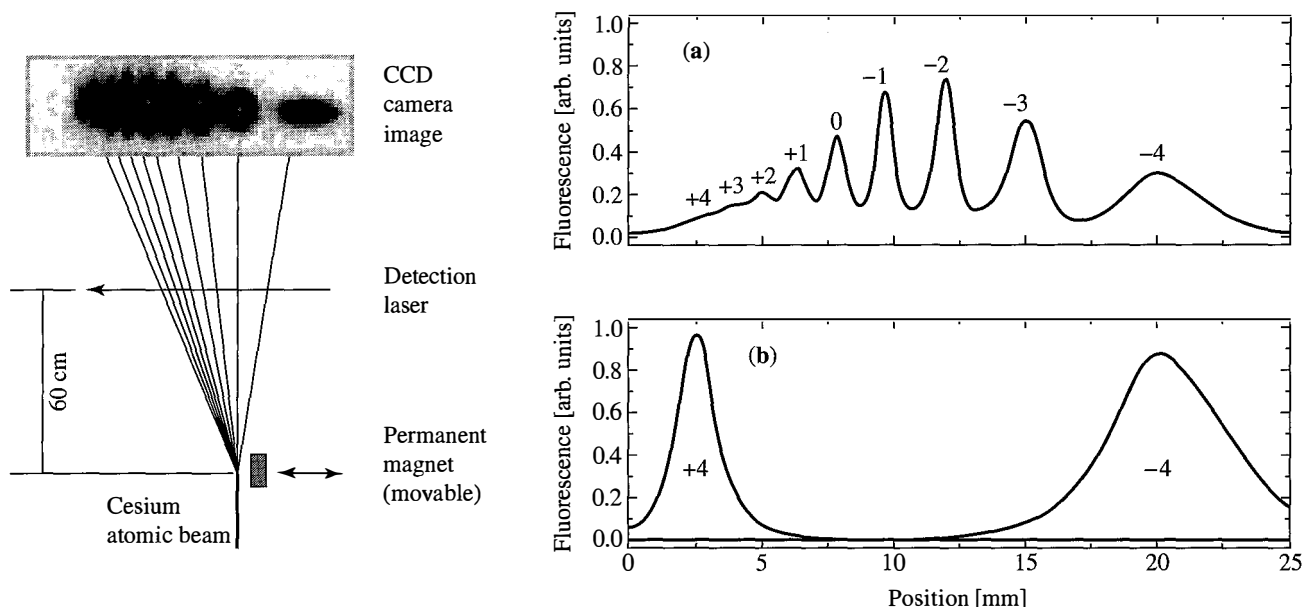 CCD
camera
image
Detection
laser
60 cm
Permanent
magnet
(movable)
Cesium
atomic beam
(a)
Fluorescence [arb. units]
1.0
0.8
0.6
0.4
0.2
0.0
+4
+3
+2
+1
0
−1
−2
−3
−4
(b)
Fluorescence [arb. units]
1.0
0.8
0.6
0.4
0.2
0.0
+4
−4
0
5
10
15
20
25
Position [mm]